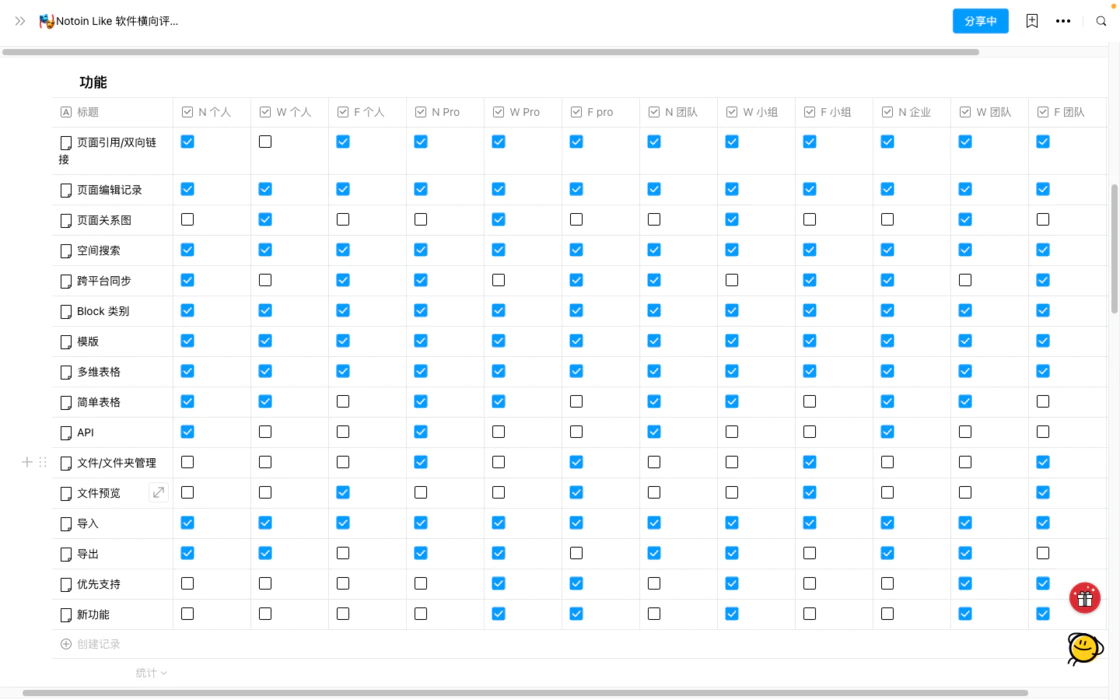 Notoin Like 软件横向评...
分享中
功能
标题 N 个人 W 个人 F 个人 N Pro W Pro F pro N 团队 W 小组 F 小组 N 企业 W 团队 F 团队
页面引用/双向链
接
页面编辑记录
页面关系图
空间搜索
跨平台同步
Block 类别
模版
多维表格
简单表格
API
文件/文件夹管理
文件预览
导入
导出
优先支持
新功能
创建记录
统计